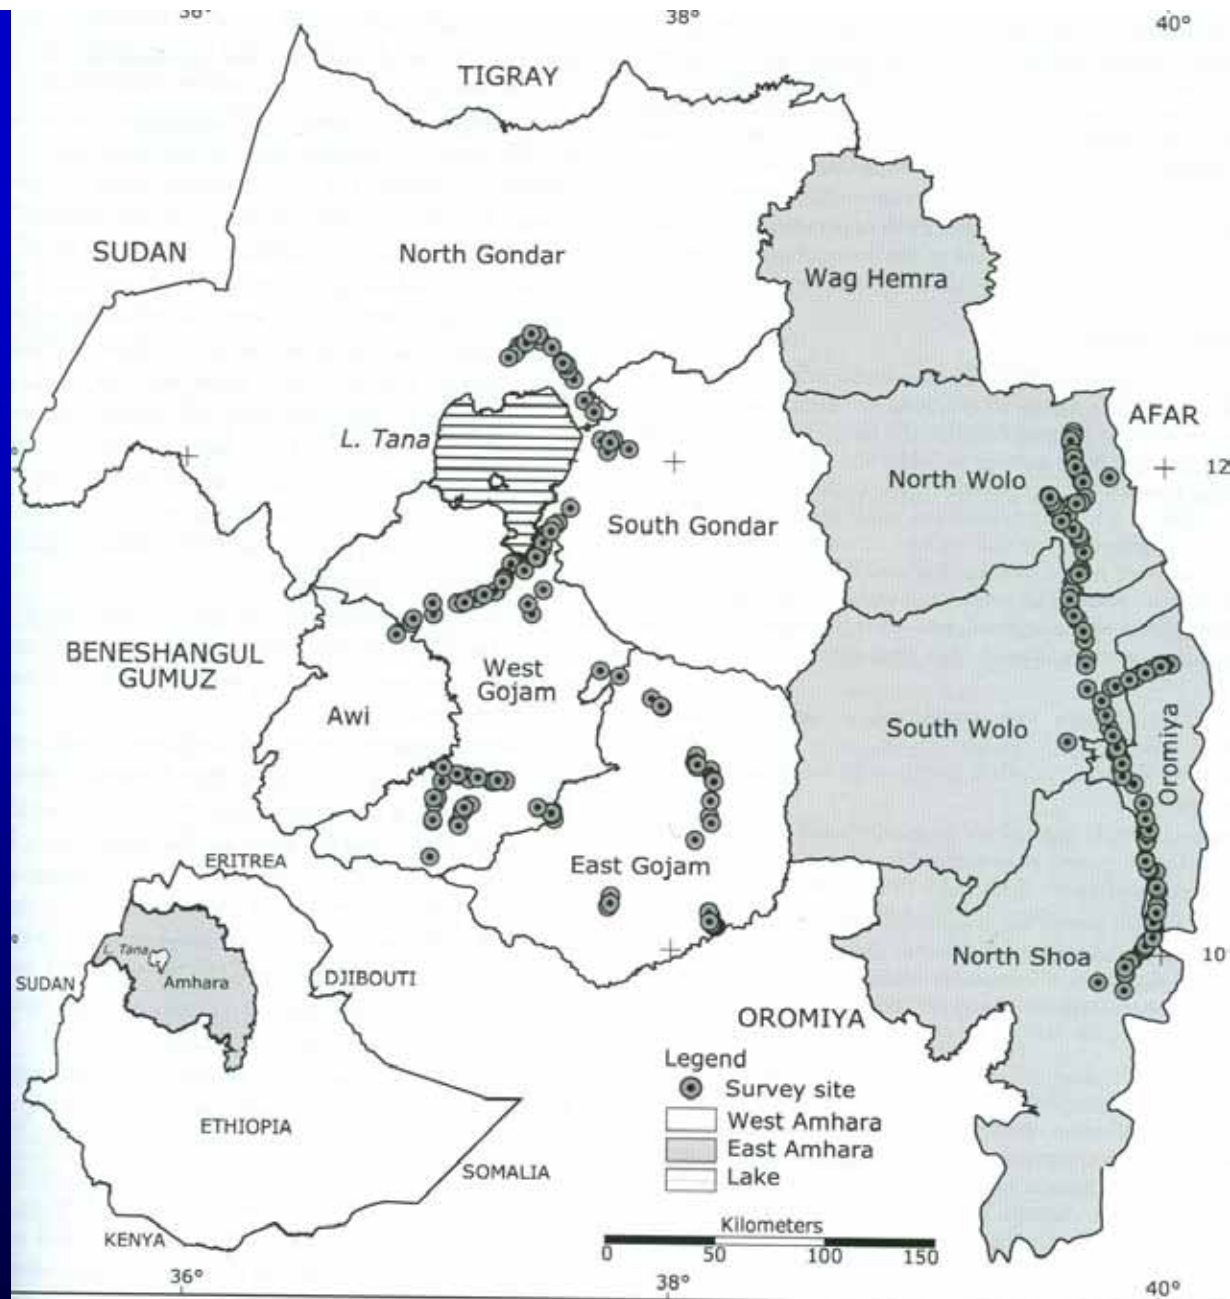 36°
38°
40°
TIGRAY
SUDAN
North Gondar
Wag Hemra
AFAR
L. Tana
12
North Wolo
South Gondar
BENESHANGUL
GUMUZ
West
Gojam
Awi
South Wolo
Oromiya
ERITREA
East Gojam
L. Tana
Amhara
SUDAN
DJIBOUTI
North Shoa
10°
OROMIYA
Legend
Survey site
West Amhara
East Amhara
Lake
ETHIOPIA
SOMALIA
KENYA
Kilometers
0 50 100 150
36°
38°
40°